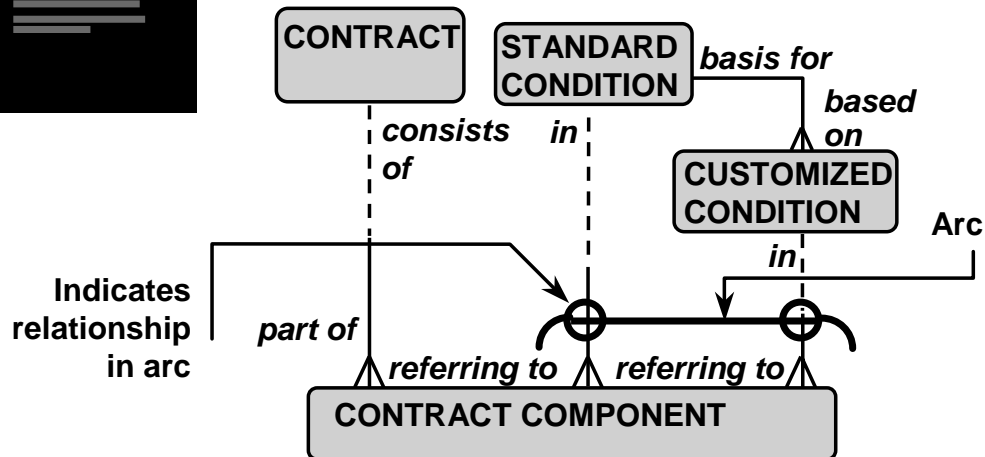 CONTRACT
STANDARD
CONDITION
basis for
consists
of
in
based
on
CUSTOMIZED
CONDITION
Arc
in
Indicates
relationship
in arc
part of
referring to
referring to
CONTRACT COMPONENT